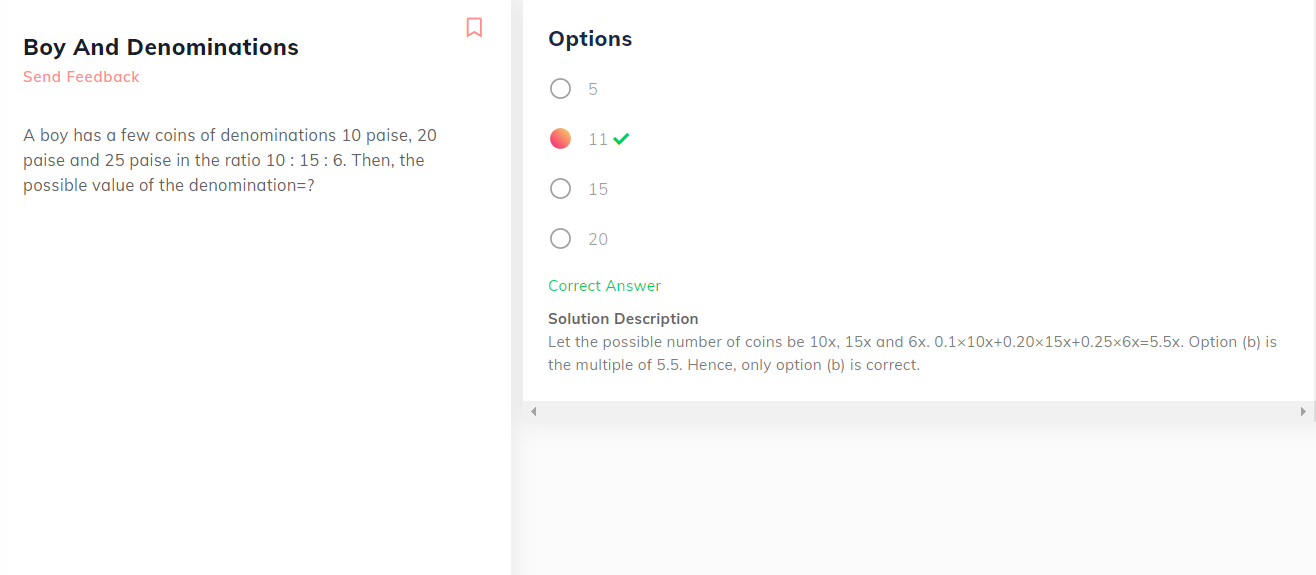 Boy And Denominations
Send Feedback
A boy has a few coins of denominations 10 paise, 20
paise and 25 paise in the ratio 10 : 15 : 6. Then, the
possible value of the denomination=?
Options
5
11
15
20
Correct Answer
Solution Description
Let the possible number of coins be 10x, 15x and 6x. 0.1×10x+0.20×15x+0.25×6x=5.5x. Option (b) is
the multiple of 5.5. Hence, only option (b) is correct.